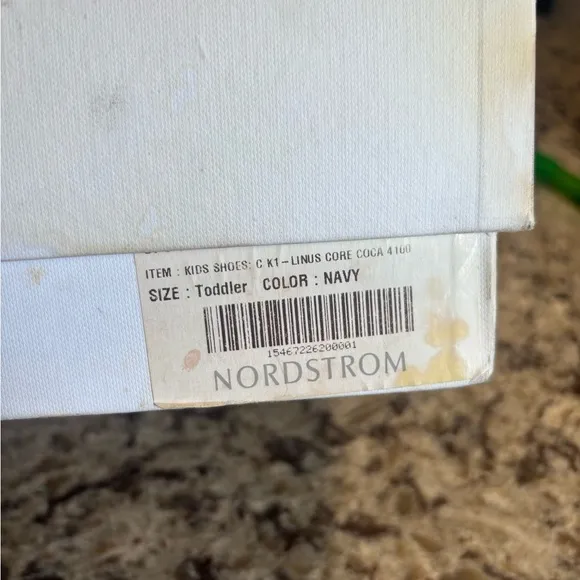 ITEM : KIDS SHOES: C K1-LINUS CORE COCA 4100
SIZE : Toddler COLOR : NAVY
15467226200001
NORDSTROM